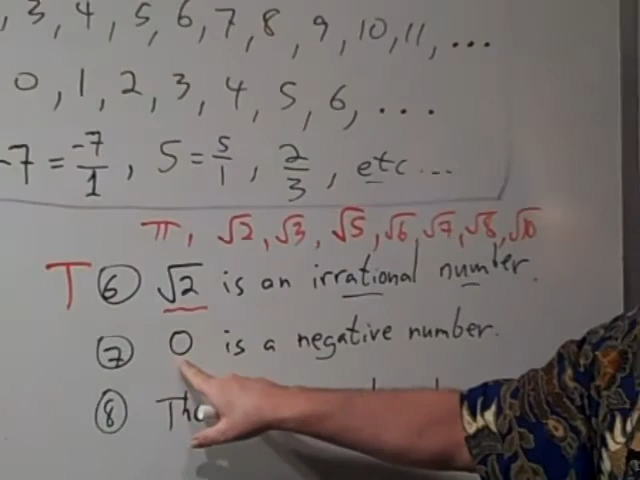 3, 4, 5, 6, 7, 8, 9, 10, 11, ...
0, 1, 2, 3, 4, 5, 6, ...
-7 = -7/1, 5 = 5/1, 2/3, etc...
π, √2, √3, √5, √6, √7, √8, √10
T ⑥ √2 is an irrational number.
⑦ 0 is a negative number.
⑧